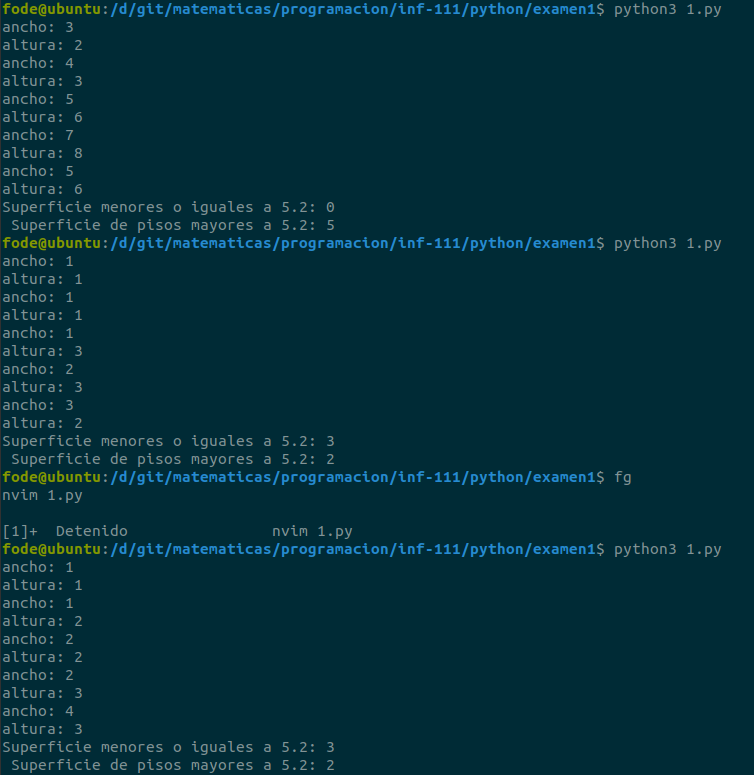 fode@ubuntu:/d/git/matematicas/programacion/inf-111/python/examen1$ python3 1.py
ancho: 3
altura: 2
ancho: 4
altura: 3
ancho: 5
altura: 6
ancho: 7
altura: 8
ancho: 5
altura: 6
Superficie menores o iguales a 5.2: 0
 Superficie de pisos mayores a 5.2: 5
fode@ubuntu:/d/git/matematicas/programacion/inf-111/python/examen1$ python3 1.py
ancho: 1
altura: 1
ancho: 1
altura: 1
ancho: 1
altura: 3
ancho: 2
altura: 3
ancho: 3
altura: 2
Superficie menores o iguales a 5.2: 3
 Superficie de pisos mayores a 5.2: 2
fode@ubuntu:/d/git/matematicas/programacion/inf-111/python/examen1$ fg
nvim 1.py

[1]+  Detenido                nvim 1.py
fode@ubuntu:/d/git/matematicas/programacion/inf-111/python/examen1$ python3 1.py
ancho: 1
altura: 1
ancho: 1
altura: 2
ancho: 2
altura: 2
ancho: 2
altura: 3
ancho: 4
altura: 3
Superficie menores o iguales a 5.2: 3
 Superficie de pisos mayores a 5.2: 2